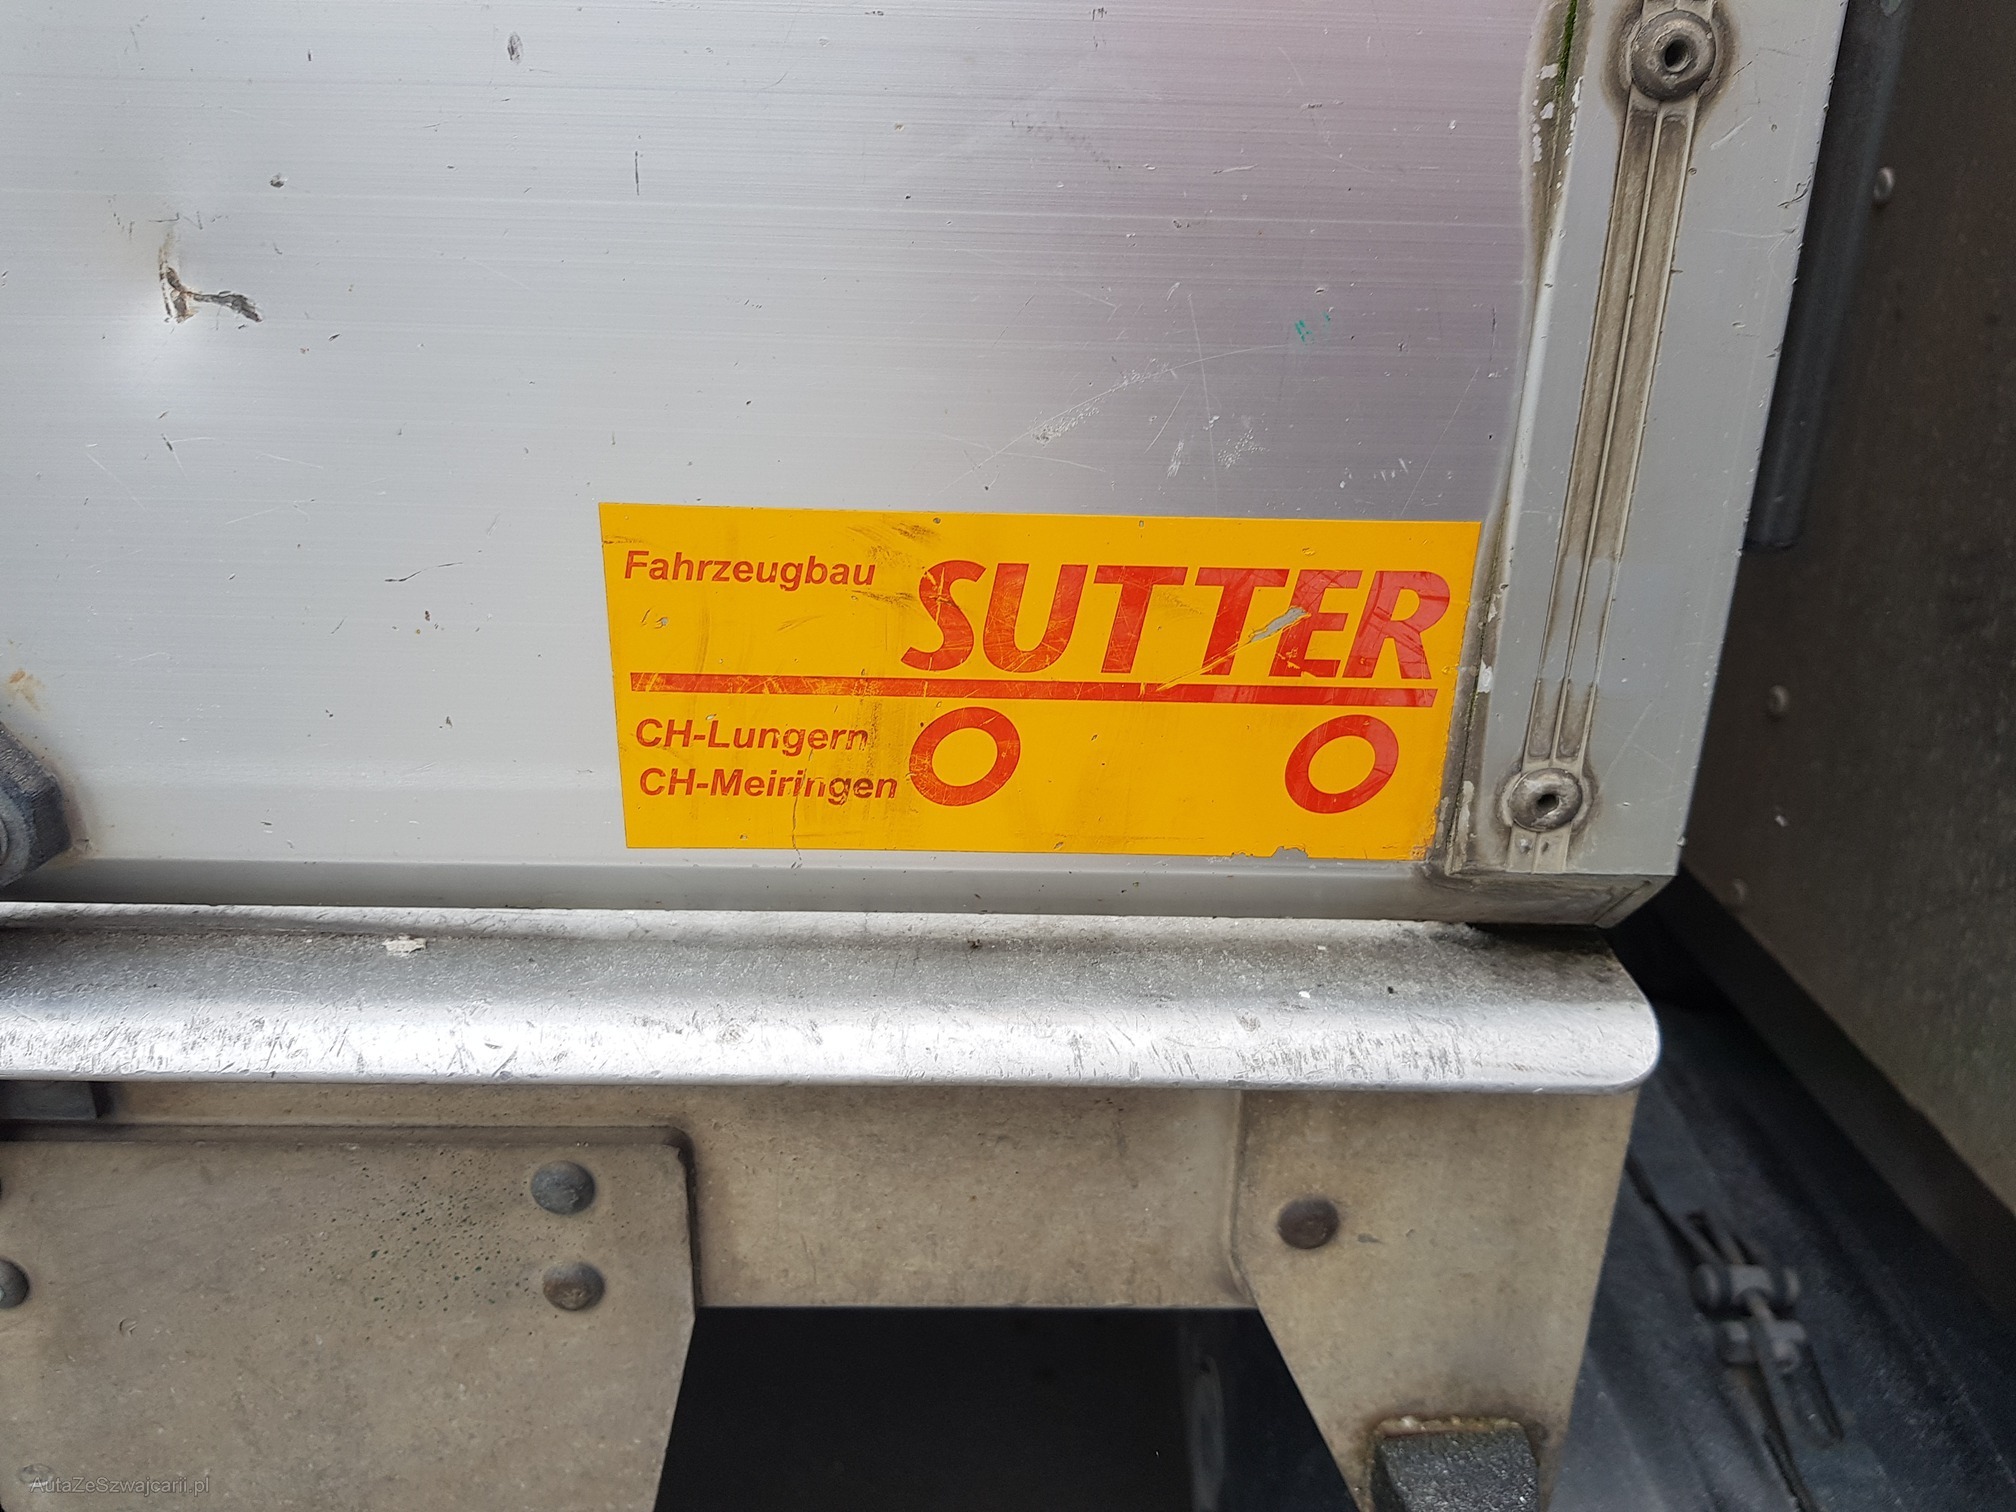 Fahrzeugbau SUTTER
CH-Lungern
CH-Meiringen
AutaZeSzwajcarii.pl